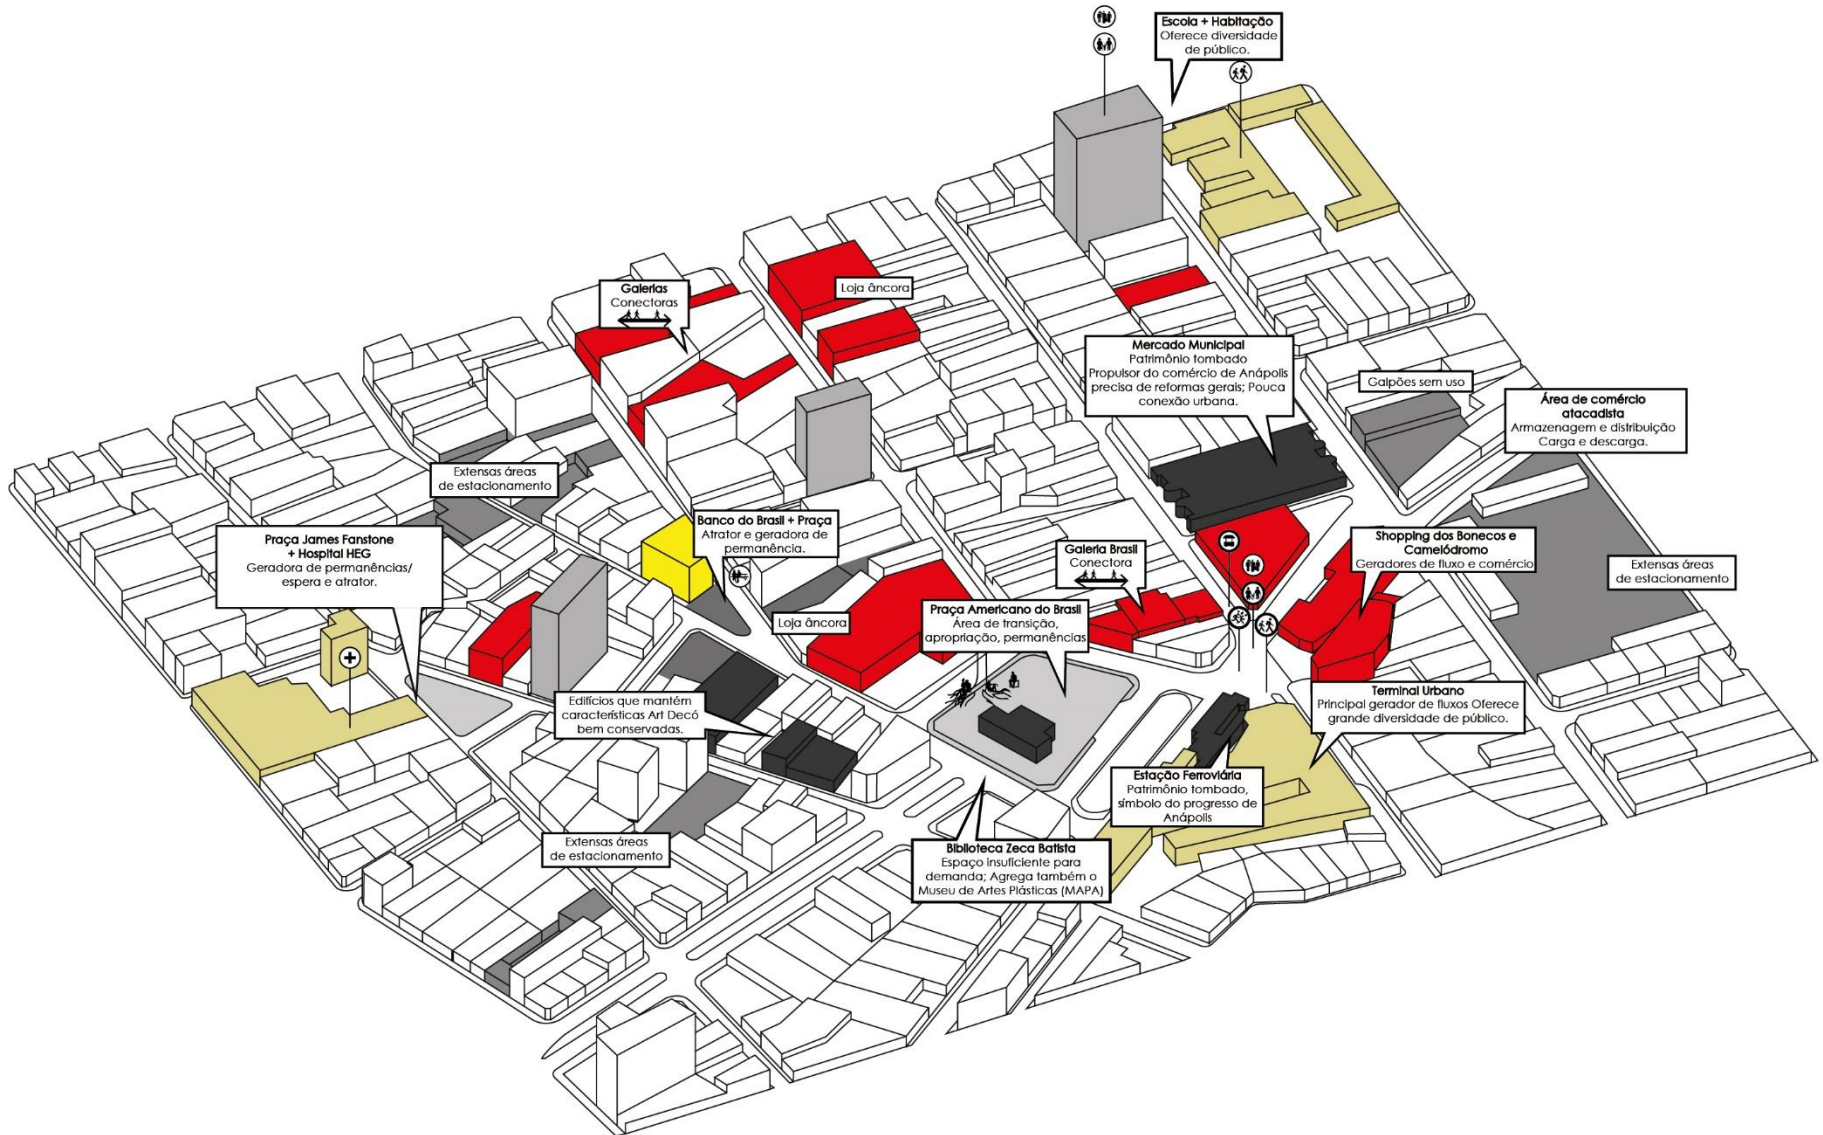 Escola + Habitação
Oferece diversidade
de público.
Galerias
Conectoras
Loja âncora
Mercado Municipal
Patrimônio tombado
Propulsor do comércio de Anápolis
precisa de reformas gerais; Pouca
conexão urbana.
Galpões sem uso
Área de comércio
atacadista
Armazenagem e distribuição
Carga e descarga.
Extensas áreas
de estacionamento
Praça James Fanstone
+ Hospital HEG
Geradora de permanências/
espera e atrator.
Banco do Brasil + Praça
Atrator e geradora de
permanência.
Galeria Brasil
Conectora
Shopping dos Bonecos e
Camelódromo
Geradores de fluxo e comércio
Extensas áreas
de estacionamento
Loja âncora
Praça Americano do Brasil
Área de transição,
apropriação, permanências
Edifícios que mantém
características Art Decó
bem conservadas.
Terminal Urbano
Principal gerador de fluxos Oferece
grande diversidade de público.
Estação Ferroviária
Patrimônio tombado,
símbolo do progresso de
Anápolis
Extensas áreas
de estacionamento
Biblioteca Zeca Batista
Espaço insuficiente para
demanda; Agrega também o
Museu de Artes Plásticas (MAPA)